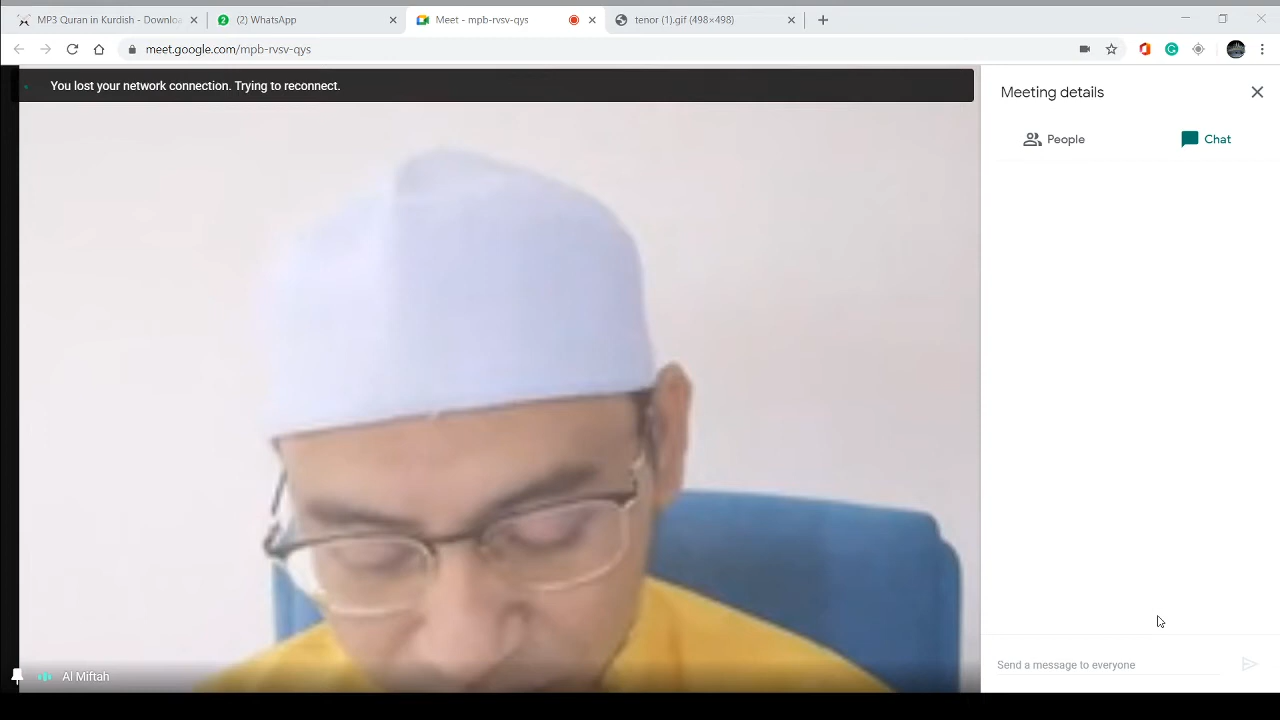 MP3 Quran in Kurdish - Downloa
(2) WhatsApp
Meet - mpb-rvsv-qys
tenor (1).gif (498×498)
meet.google.com/mpb-rvsv-qys
You lost your network connection. Trying to reconnect.
Meeting details
People
Chat
Al Miftah
Send a message to everyone